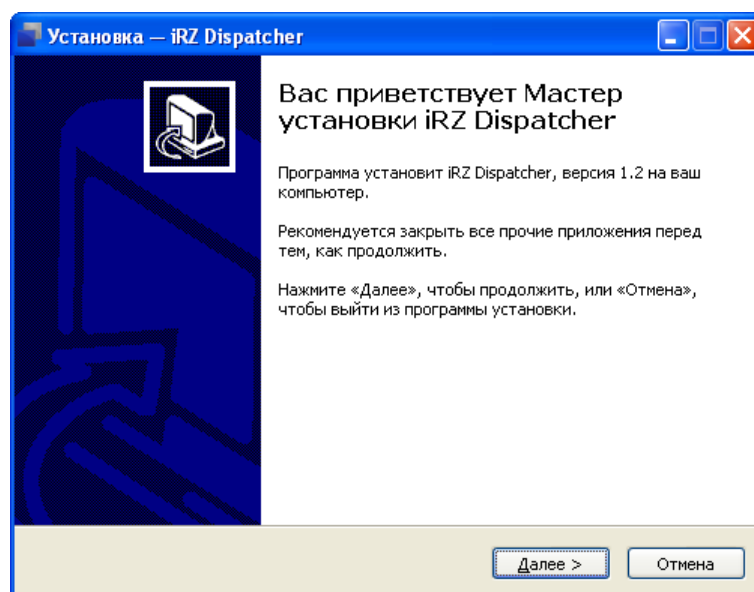 Установка — iRZ Dispatcher
Вас приветствует Мастер
установки iRZ Dispatcher
Программа установит iRZ Dispatcher, версия 1.2 на ваш
компьютер.
Рекомендуется закрыть все прочие приложения перед
тем, как продолжить.
Нажмите «Далее», чтобы продолжить, или «Отмена»,
чтобы выйти из программы установки.
Далее >
Отмена